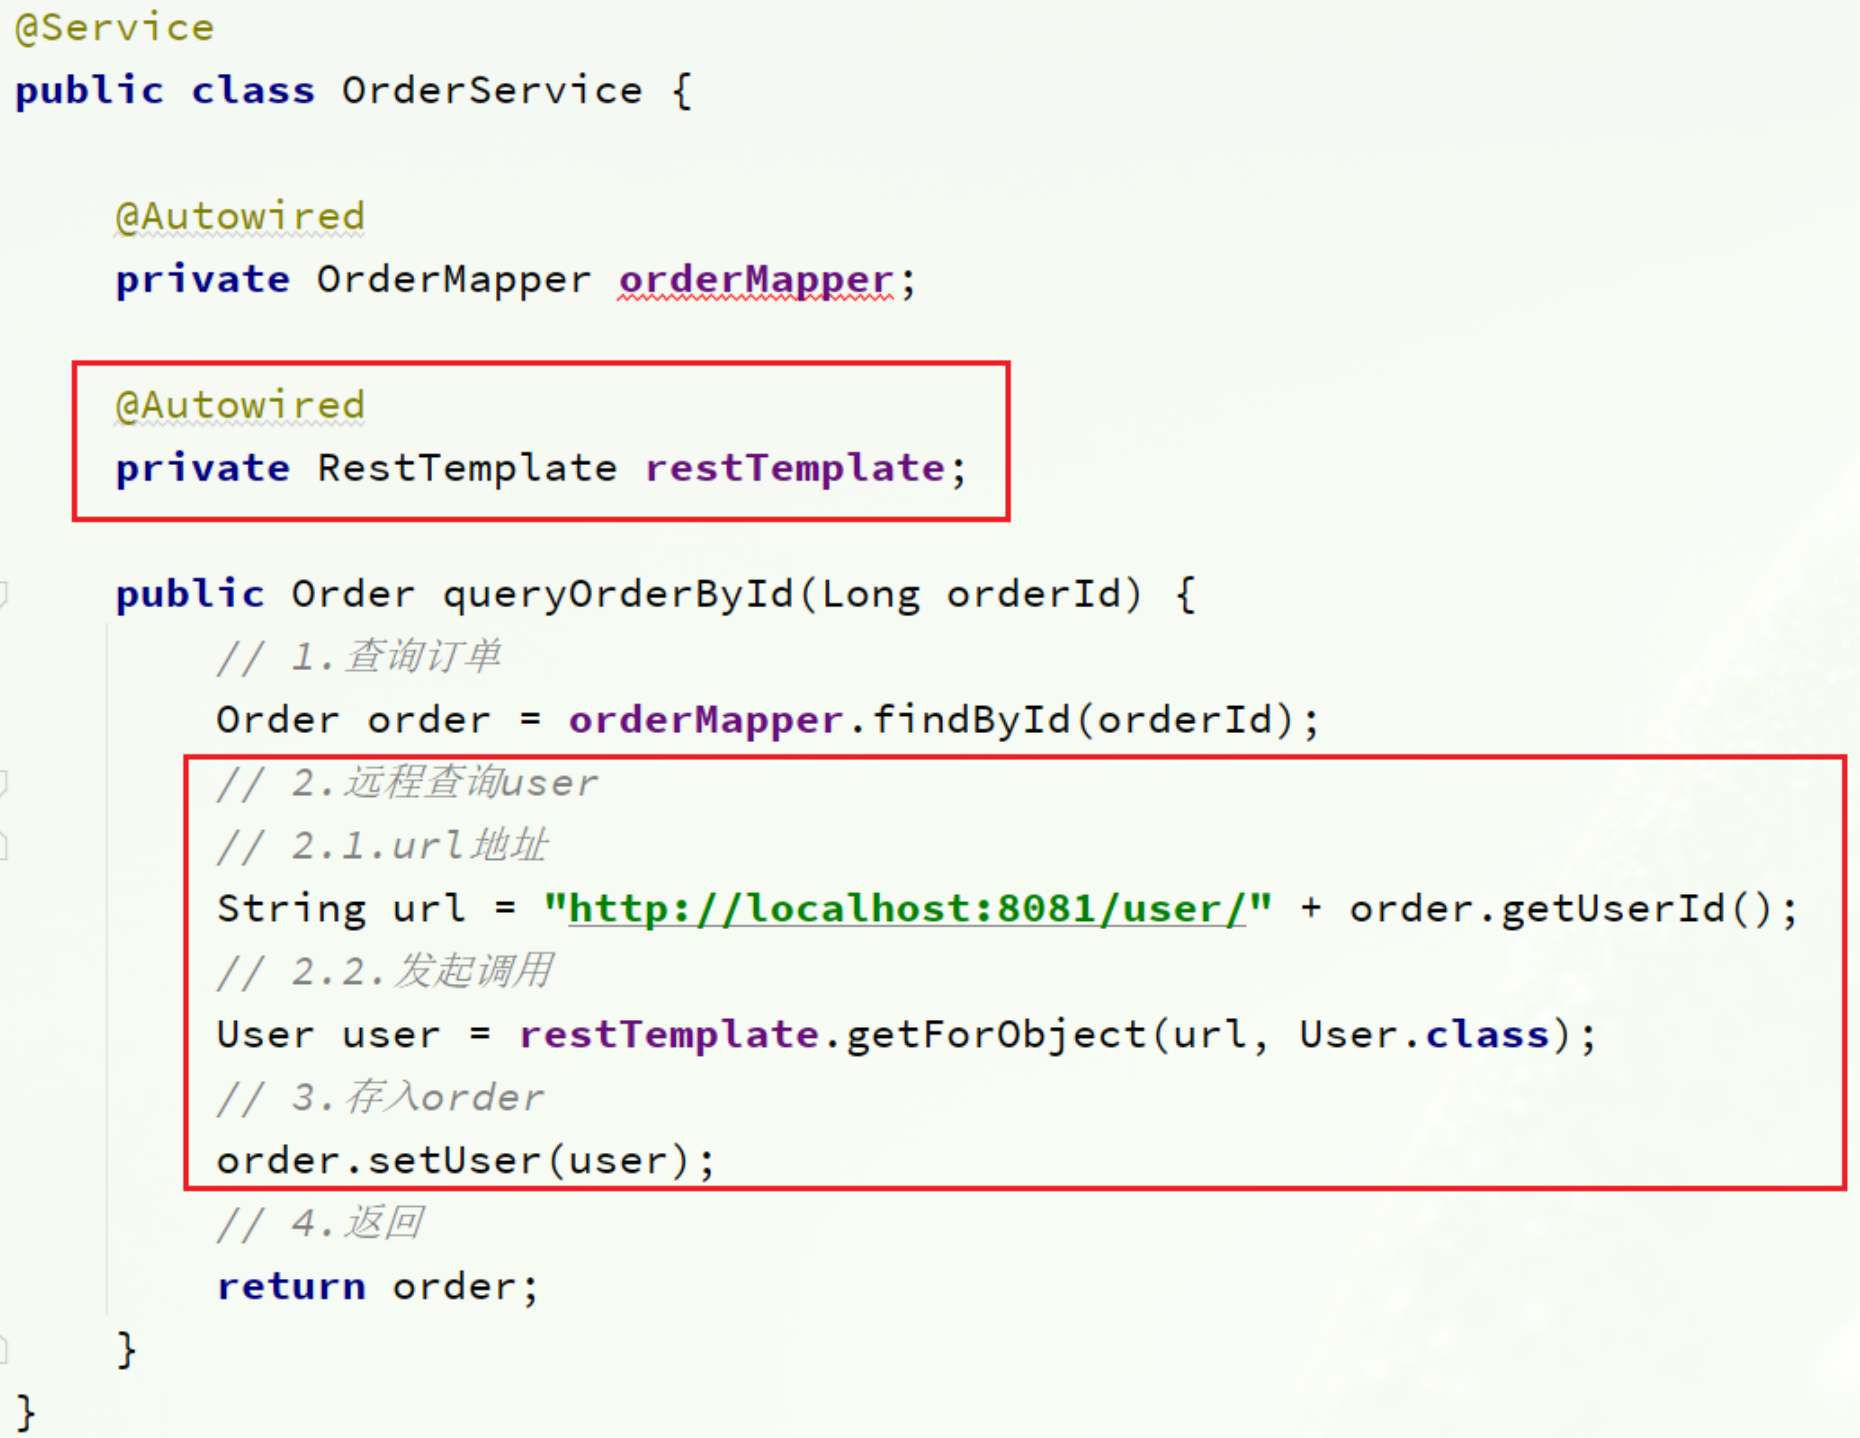 @Service
public class OrderService {
@Autowired
private OrderMapper orderMapper;
@Autowired
private RestTemplate restTemplate;
public Order queryOrderById(Long orderId) {
// 1.查询订单
Order order = orderMapper.findById(orderId);
// 2.远程查询user
// 2.1.url地址
String url = "http://localhost:8081/user/" + order.getUserId();
// 2.2.发起调用
User user = restTemplate.getForObject(url, User.class);
// 3.存入order
order.setUser(user);
// 4.返回
return order;
}
}